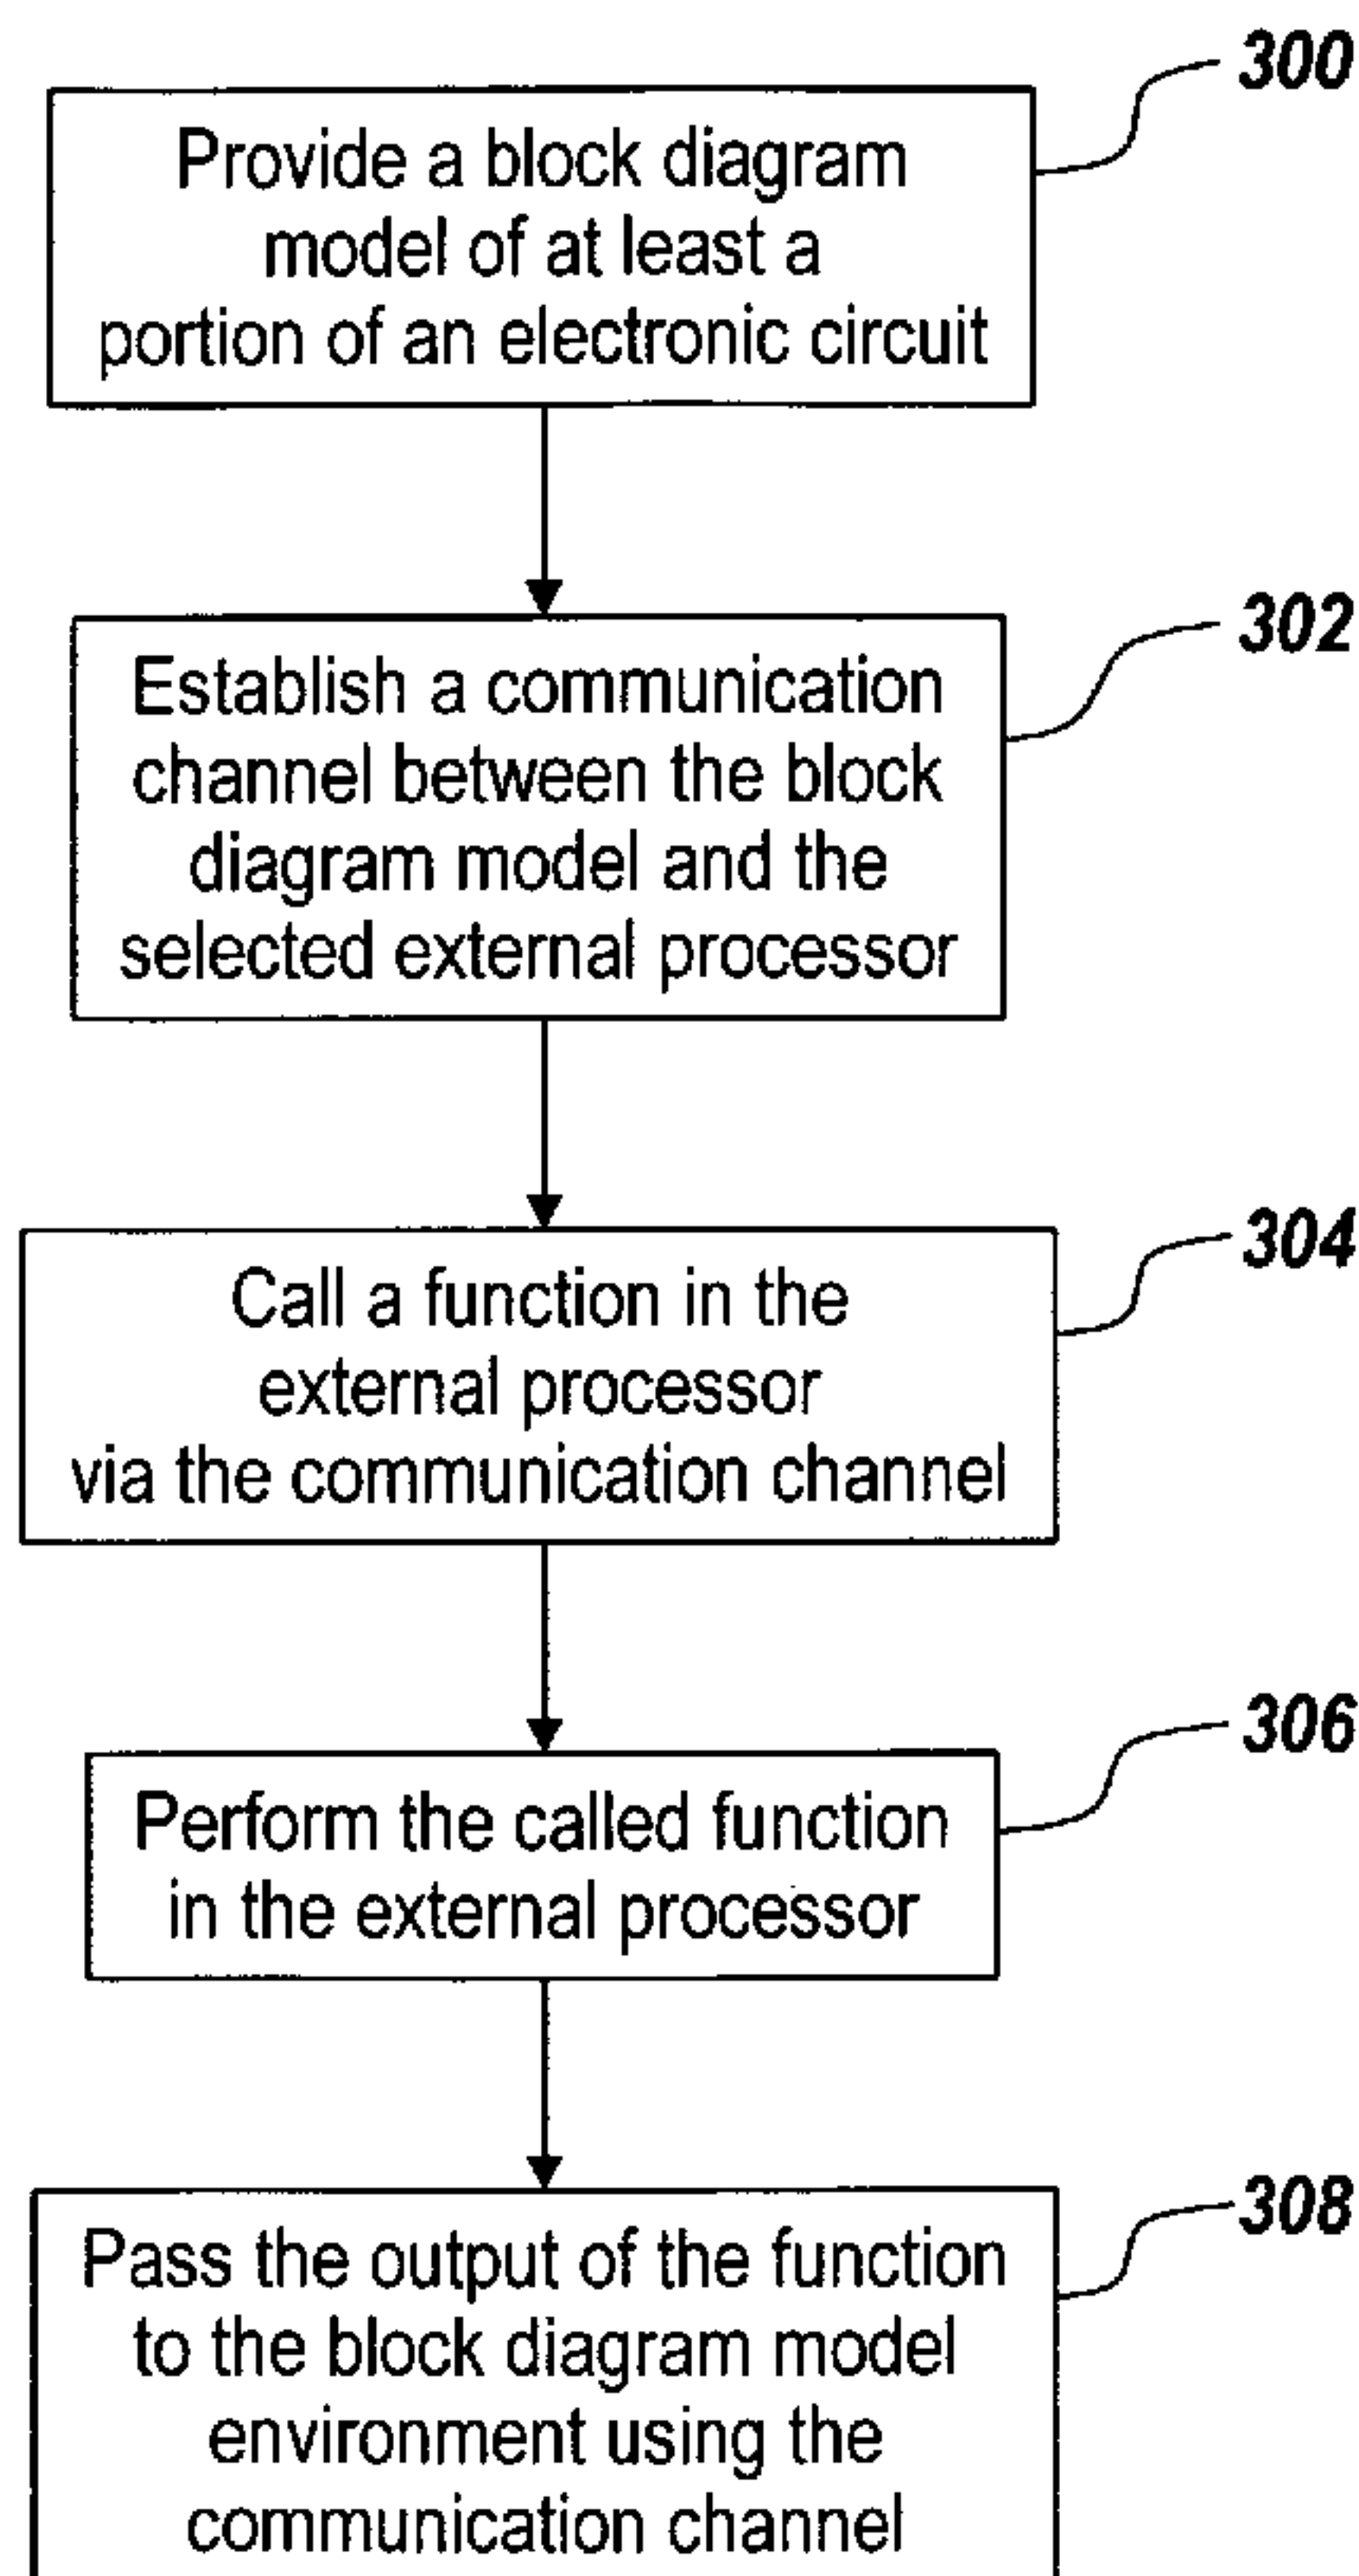 300
Provide a block diagram
model of at least a
portion of an electronic circuit
302
Establish a communication
channel between the block
diagram model and the
selected external processor
304
Call a function in the
external processor
via the communication channel
306
Perform the called function
in the external processor
308
Pass the output of the function
to the block diagram model
environment using the
communication channel